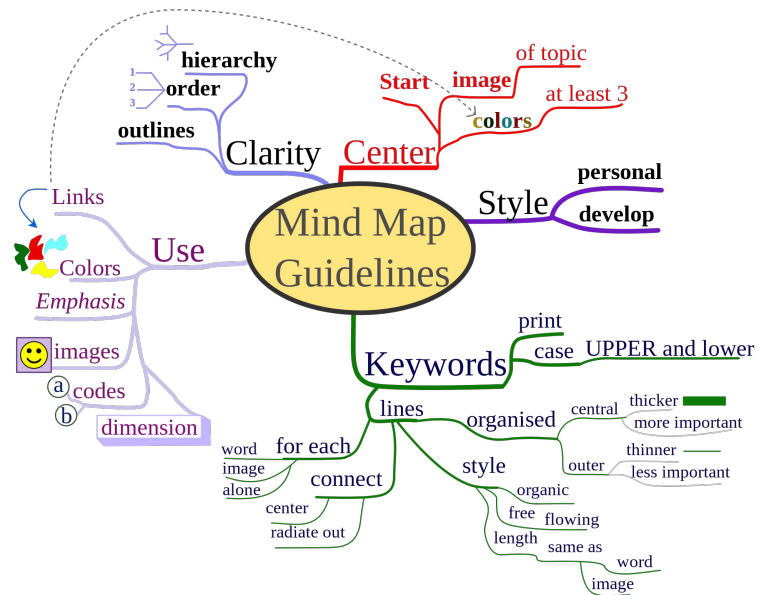 Mind Map
Guidelines
Clarity
hierarchy
order
1
2
3
outlines
Center
Start
image
of topic
colors
at least 3
Style
personal
develop
Keywords
print
case
UPPER and lower
lines
organised
central
thicker
more important
outer
thinner
less important
style
organic
free
flowing
length
same as
word
image
connect
center
radiate out
for each
word
image
alone
Use
Links
Colors
Emphasis
images
codes
a
b
dimension